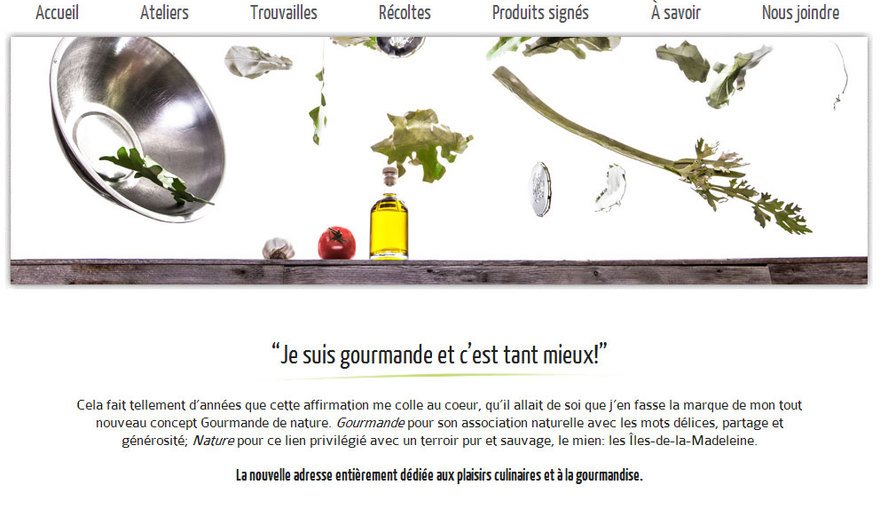 Accueil Ateliers Trouvailles Récoltes Produits signés À savoir Nous joindre
“Je suis gourmande et c’est tant mieux!”
Cela fait tellement d’années que cette affirmation me colle au coeur, qu’il allait de soi que j’en fasse la marque de mon tout
nouveau concept Gourmande de nature. Gourmande pour son association naturelle avec les mots délices, partage et
générosité; Nature pour ce lien privilégié avec un terroir pur et sauvage, le mien: les Îles-de-la-Madeleine.
La nouvelle adresse entièrement dédiée aux plaisirs culinaires et à la gourmandise.